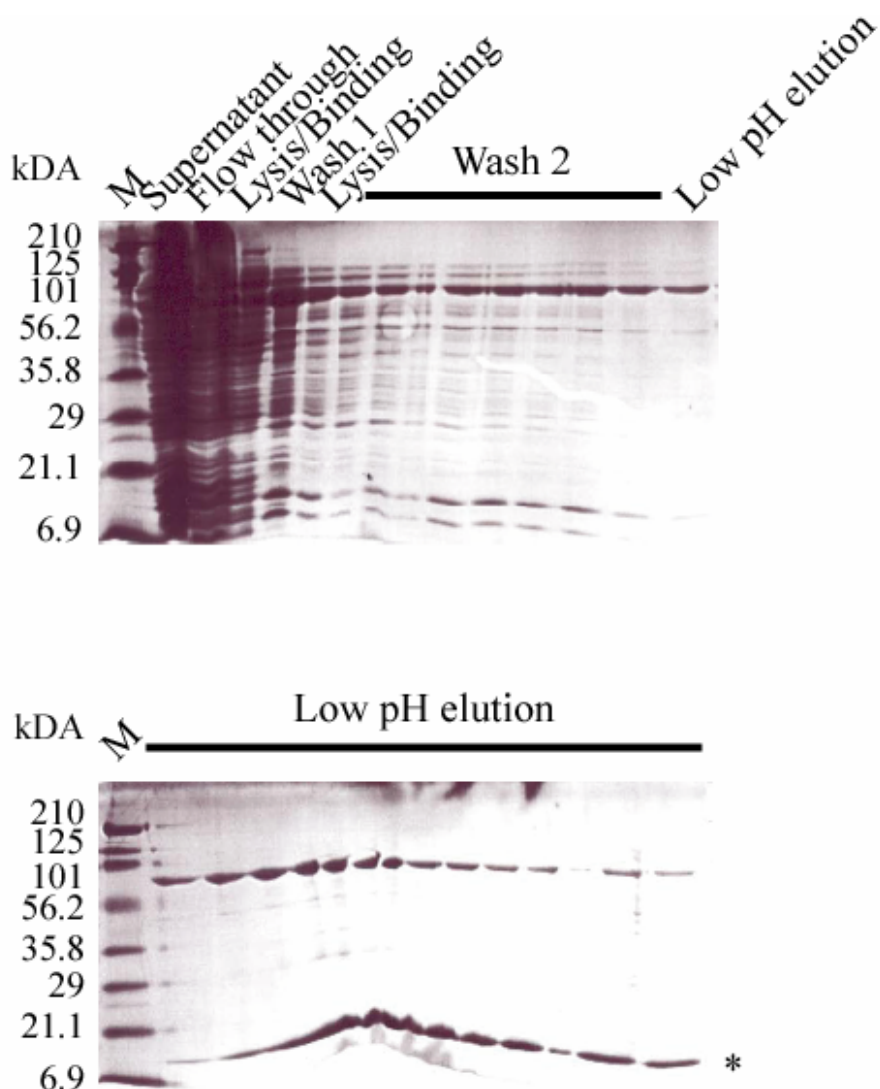 kDA
M
Supernatant
Flow through
Lysis/Binding
Wash 1
Lysis/Binding
Wash 2
Low pH elution
210
125
101
56.2
35.8
29
21.1
6.9
kDA
M
Low pH elution
210
125
101
56.2
35.8
29
21.1
6.9
*